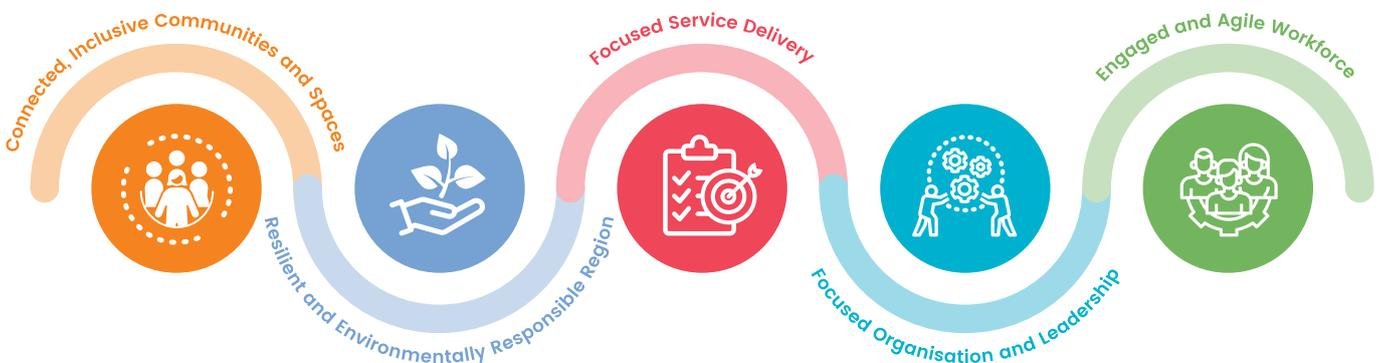 Connected, Inclusive Communities and Spaces
Resilient and Environmentally Responsible Region
Focused Service Delivery
Focused Organisation and Leadership
Engaged and Agile Workforce